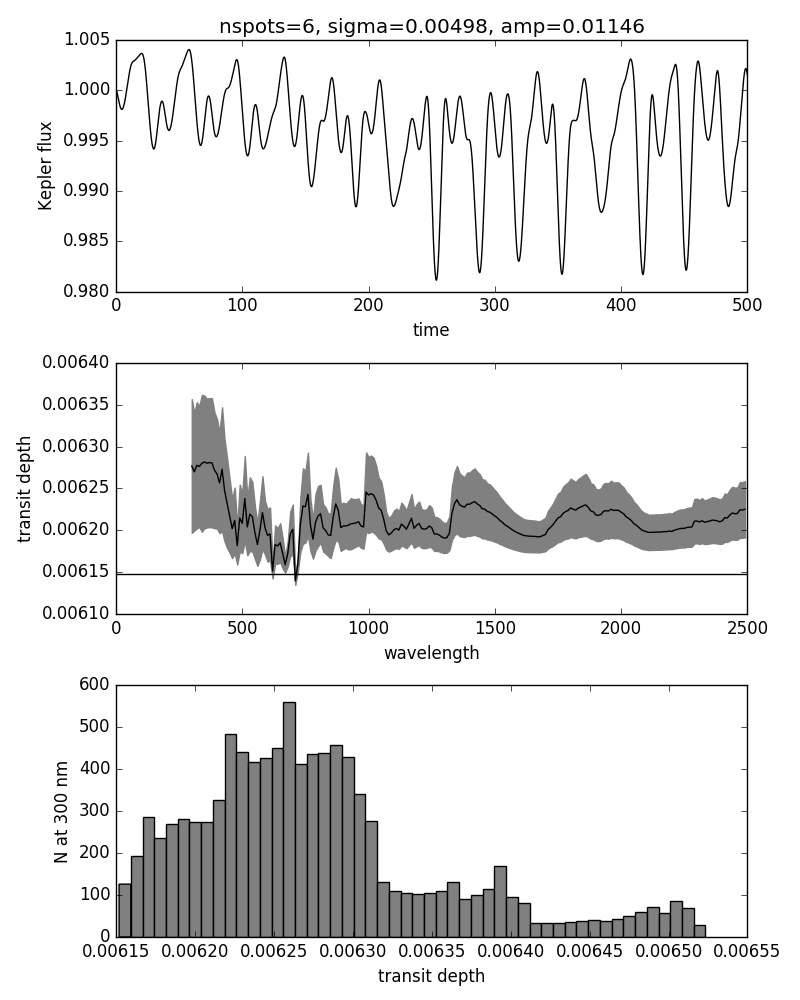 nspots=6, sigma=0.00498, amp=0.01146
1.005
1.000
0.995
0.990
0.985
0.980
Kepler flux
0 100 200 300 400 500
time
0.00640
0.00635
0.00630
0.00625
0.00620
0.00615
0.00610
transit depth
0 500 1000 1500 2000 2500
wavelength
600
500
400
300
200
100
0
N at 300 nm
0.00615 0.00620 0.00625 0.00630 0.00635 0.00640 0.00645 0.00650 0.00655
transit depth